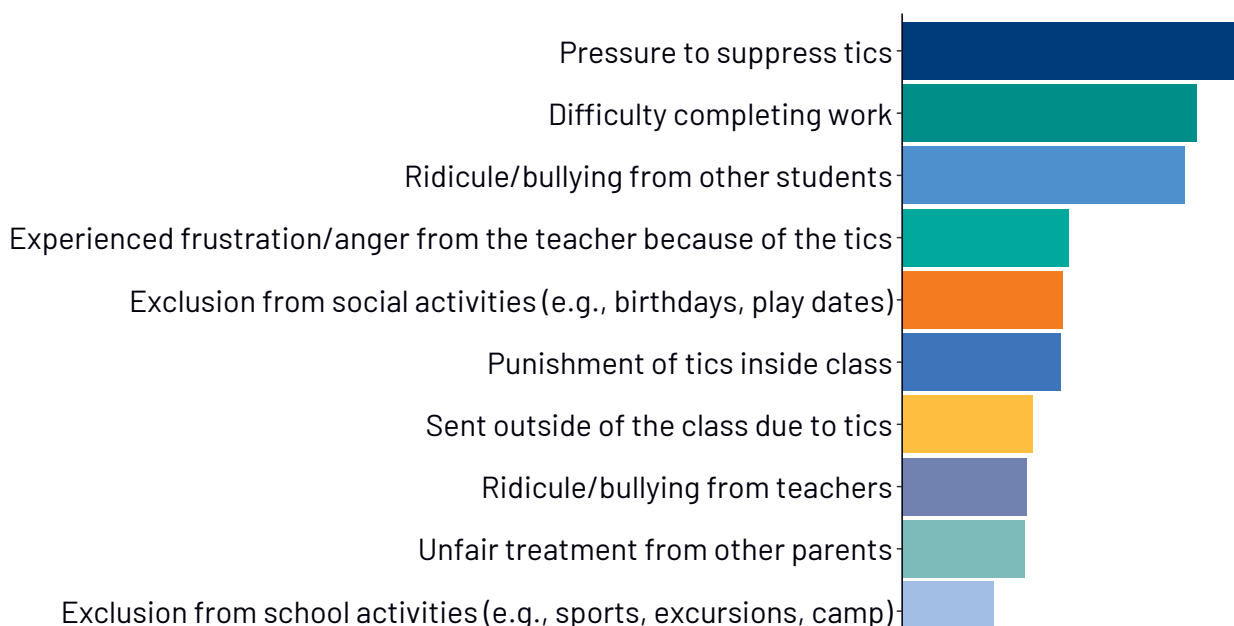 Pressure to suppress tics
Difficulty completing work
Ridicule/bullying from other students
Experienced frustration/anger from the teacher because of the tics
Exclusion from social activities (e.g., birthdays, play dates)
Punishment of tics inside class
Sent outside of the class due to tics
Ridicule/bullying from teachers
Unfair treatment from other parents
Exclusion from school activities (e.g., sports, excursions, camp)